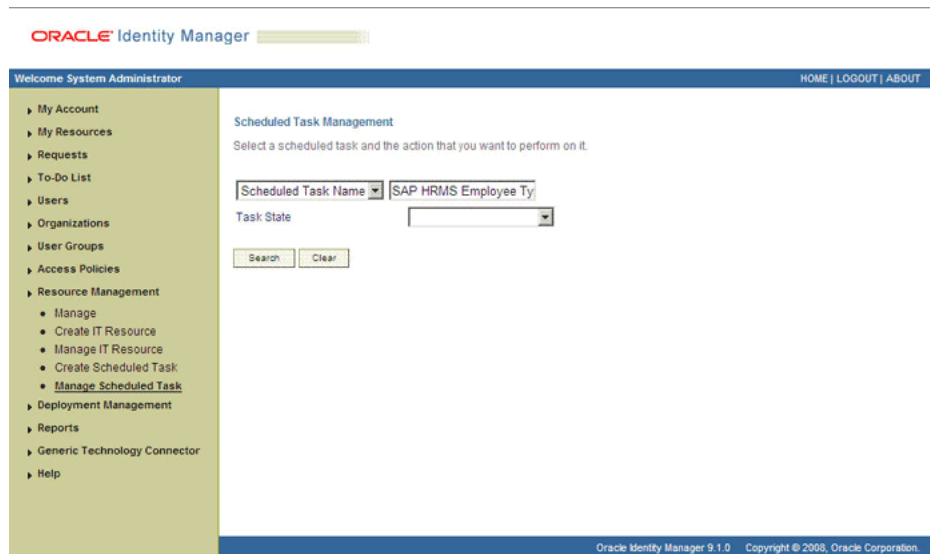 ORACLE Identity Manager
Welcome System Administrator
HOME | LOGOUT | ABOUT
My Account
My Resources
Requests
To-Do List
Users
Organizations
User Groups
Access Policies
Resource Management
Manage
Create IT Resource
Manage IT Resource
Create Scheduled Task
Manage Scheduled Task
Deployment Management
Reports
Generic Technology Connector
Help
Scheduled Task Management
Select a scheduled task and the action that you want to perform on it.
Scheduled Task Name SAP HRMS Employee Ty
Task State
Search Clear
Oracle Identity Manager 9.1.0 Copyright © 2008, Oracle Corporation.